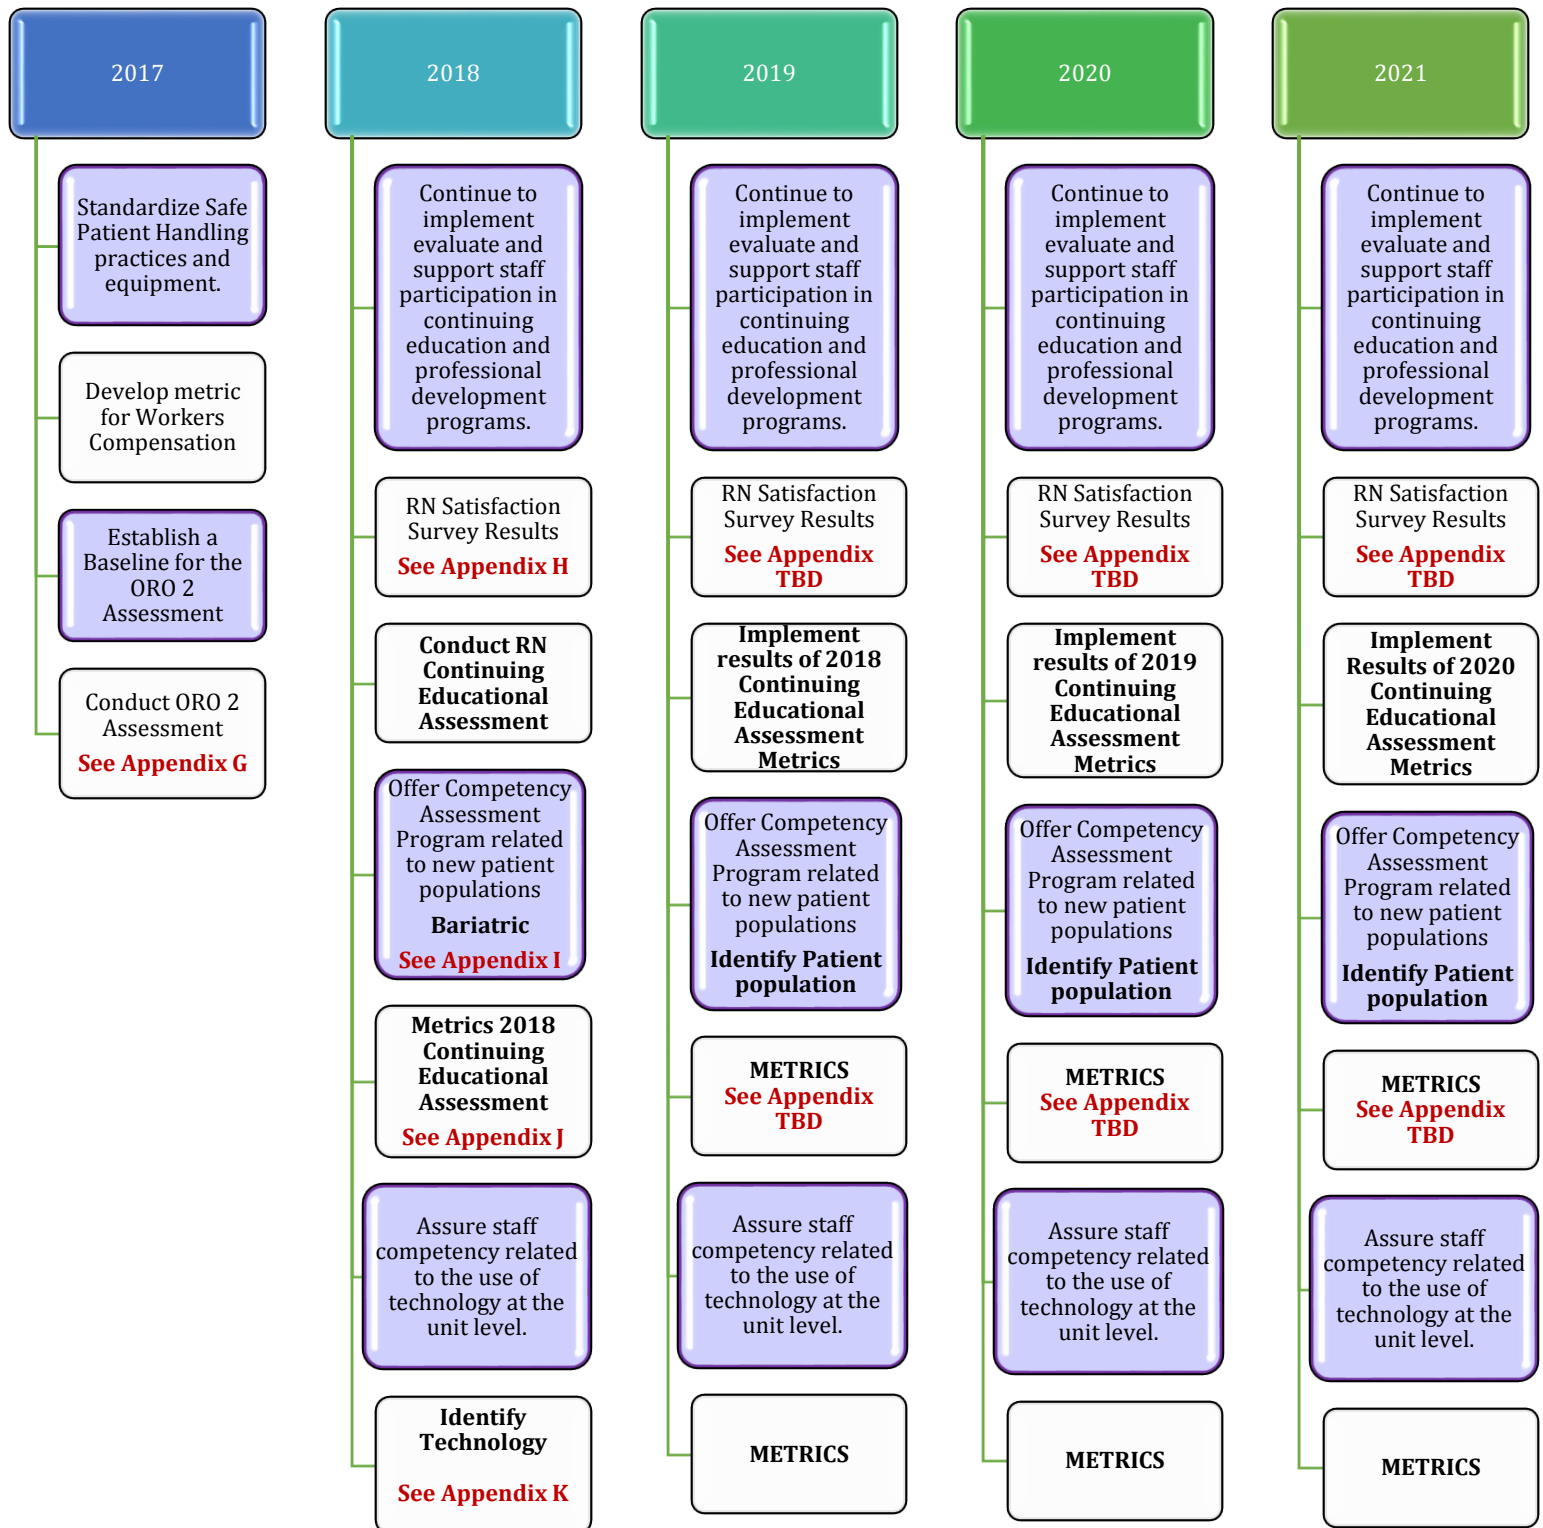 2017
Standardize Safe
Patient Handling
practices and
equipment.
Develop metric
for Workers
Compensation
Establish a
Baseline for the
ORO 2
Assessment
Conduct ORO 2
Assessment
See Appendix G
2018
Continue to
implement
evaluate and
support staff
participation in
continuing
education and
professional
development
programs.
RN Satisfaction
Survey Results
See Appendix H
Conduct RN
Continuing
Educational
Assessment
Offer Competency
Assessment
Program related
to new patient
populations
Bariatric
See Appendix I
Metrics 2018
Continuing
Educational
Assessment
See Appendix J
Assure staff
competency related
to the use of
technology at the
unit level.
Identify
Technology
See Appendix K
2019
Continue to
implement
evaluate and
support staff
participation in
continuing
education and
professional
development
programs.
RN Satisfaction
Survey Results
See Appendix
TBD
Implement
results of 2018
Continuing
Educational
Assessment
Metrics
Offer Competency
Assessment
Program related
to new patient
populations
Identify Patient
population
METRICS
See Appendix
TBD
Assure staff
competency related
to the use of
technology at the
unit level.
METRICS
2020
Continue to
implement
evaluate and
support staff
participation in
continuing
education and
professional
development
programs.
RN Satisfaction
Survey Results
See Appendix
TBD
Implement
results of 2019
Continuing
Educational
Assessment
Metrics
Offer Competency
Assessment
Program related
to new patient
populations
Identify Patient
population
METRICS
See Appendix
TBD
Assure staff
competency related
to the use of
technology at the
unit level.
METRICS
2021
Continue to
implement
evaluate and
support staff
participation in
continuing
education and
professional
development
programs.
RN Satisfaction
Survey Results
See Appendix
TBD
Implement
Results of 2020
Continuing
Educational
Assessment
Metrics
Offer Competency
Assessment
Program related
to new patient
populations
Identify Patient
population
METRICS
See Appendix
TBD
Assure staff
competency related
to the use of
technology at the
unit level.
METRICS